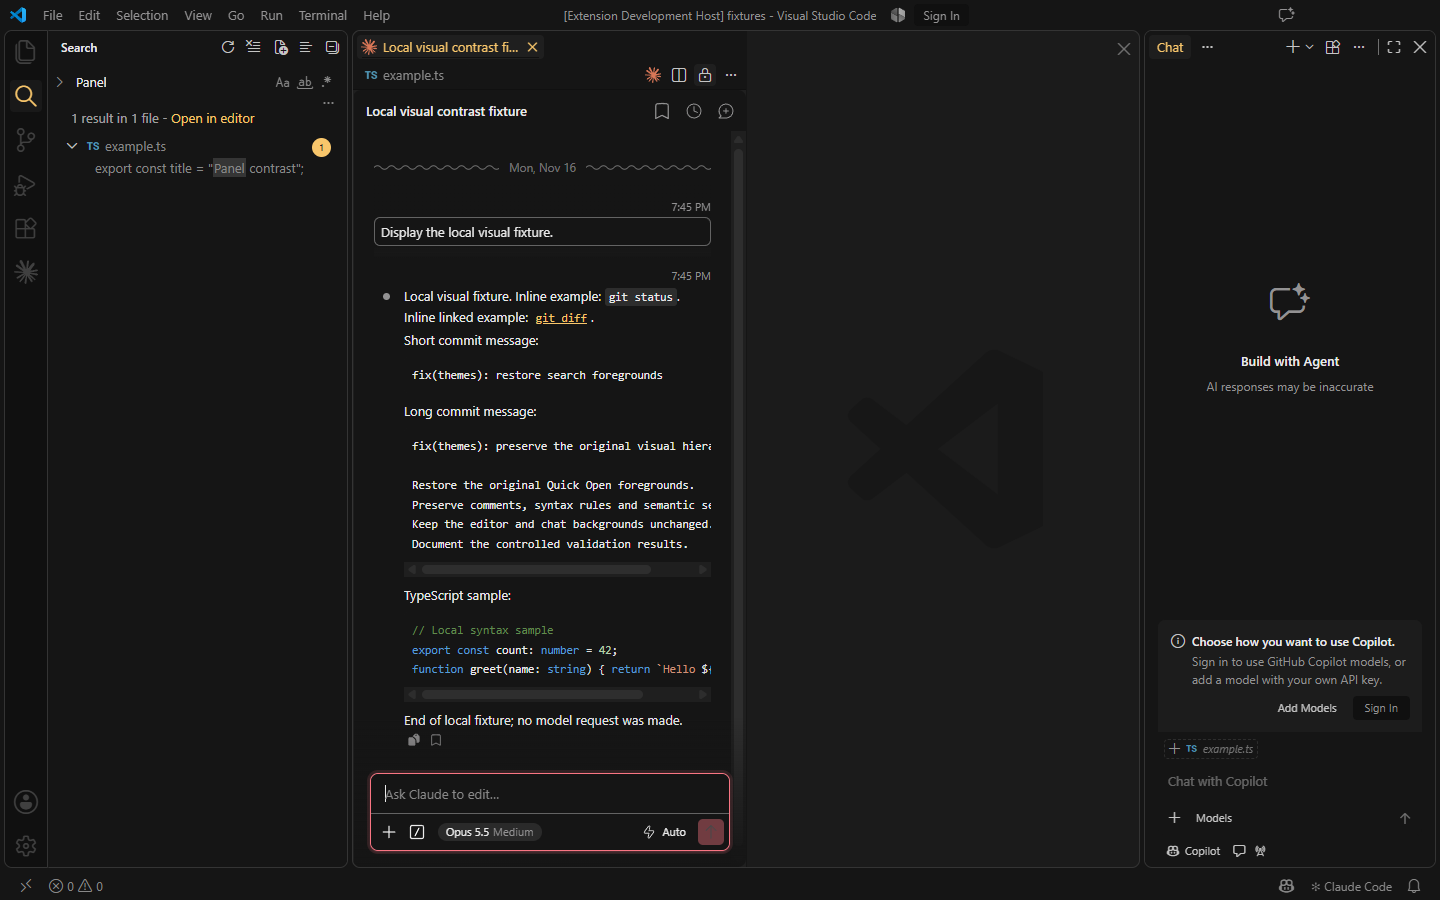 File Edit Selection View Go Run Terminal Help
[Extension Development Host] fixtures - Visual Studio Code
Sign In
Search
Panel
Aa ab .*
1 result in 1 file - Open in editor
TS example.ts
1
export const title = "Panel contrast";
Local visual contrast fi...
TS example.ts
Local visual contrast fixture
Mon, Nov 16
7:45 PM
Display the local visual fixture.
7:45 PM
Local visual fixture. Inline example: git status.
Inline linked example: git diff.
Short commit message:
fix(themes): restore search foregrounds
Long commit message:
fix(themes): preserve the original visual hiera
Restore the original Quick Open foregrounds.
Preserve comments, syntax rules and semantic se
Keep the editor and chat backgrounds unchanged.
Document the controlled validation results.
TypeScript sample:
// Local syntax sample
export const count: number = 42;
function greet(name: string) { return `Hello ${
End of local fixture; no model request was made.
Ask Claude to edit...
Opus 5.5 Medium
Auto
Chat
Build with Agent
AI responses may be inaccurate
Choose how you want to use Copilot.
Sign in to use GitHub Copilot models, or
add a model with your own API key.
Add Models
Sign In
TS example.ts
Chat with Copilot
Models
Copilot
0 0
Claude Code